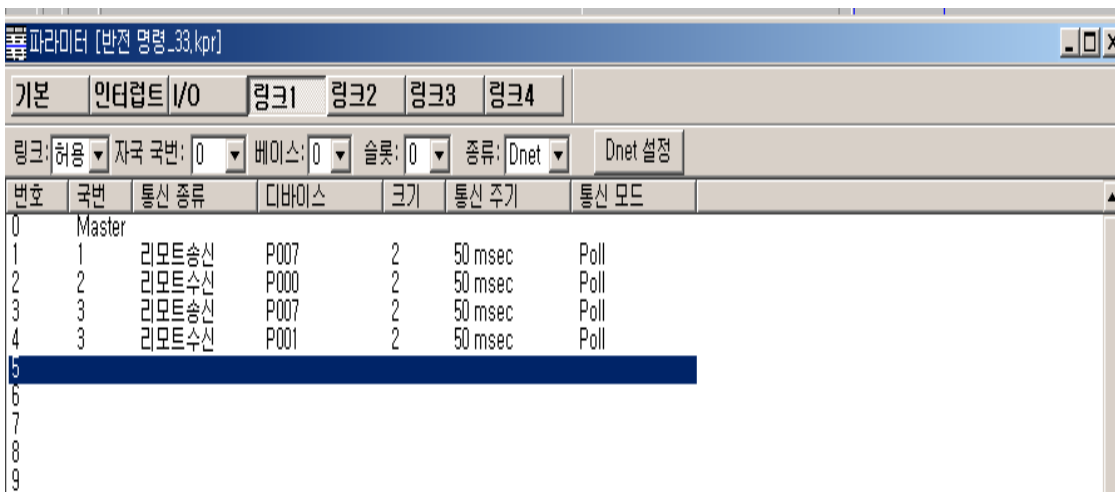 파라미터 [반전 명령_33.kpr]
기본 인터럽트 I/O 링크1 링크2 링크3 링크4
링크: 허용 자국 국번: 0 베이스: 0 슬롯: 0 종류: Dnet Dnet 설정
번호 국번 통신 종류 디바이스 크기 통신 주기 통신 모드
0 Master
1 1 리모트송신 P007 2 50 msec Poll
2 2 리모트수신 P000 2 50 msec Poll
3 3 리모트송신 P007 2 50 msec Poll
4 3 리모트수신 P001 2 50 msec Poll
5
6
7
8
9